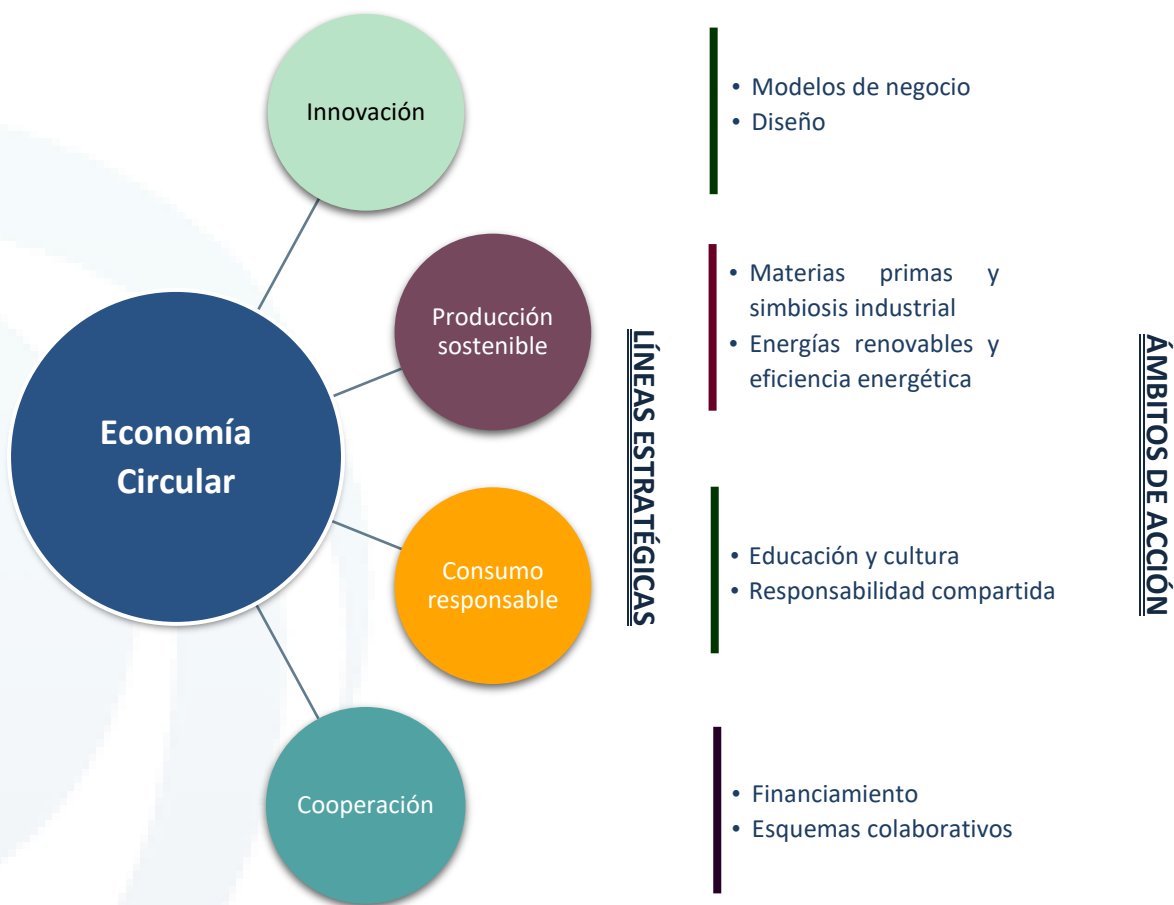 Innovación
Producción
sostenible
Economía
Circular
Consumo
responsable
Cooperación
LÍNEAS ESTRATÉGICAS
• Modelos de negocio
• Diseño
• Materias primas y
simbiosis industrial
• Energías renovables y
eficiencia energética
• Educación y cultura
• Responsabilidad compartida
• Financiamiento
• Esquemas colaborativos
ÁMBITOS DE ACCIÓN